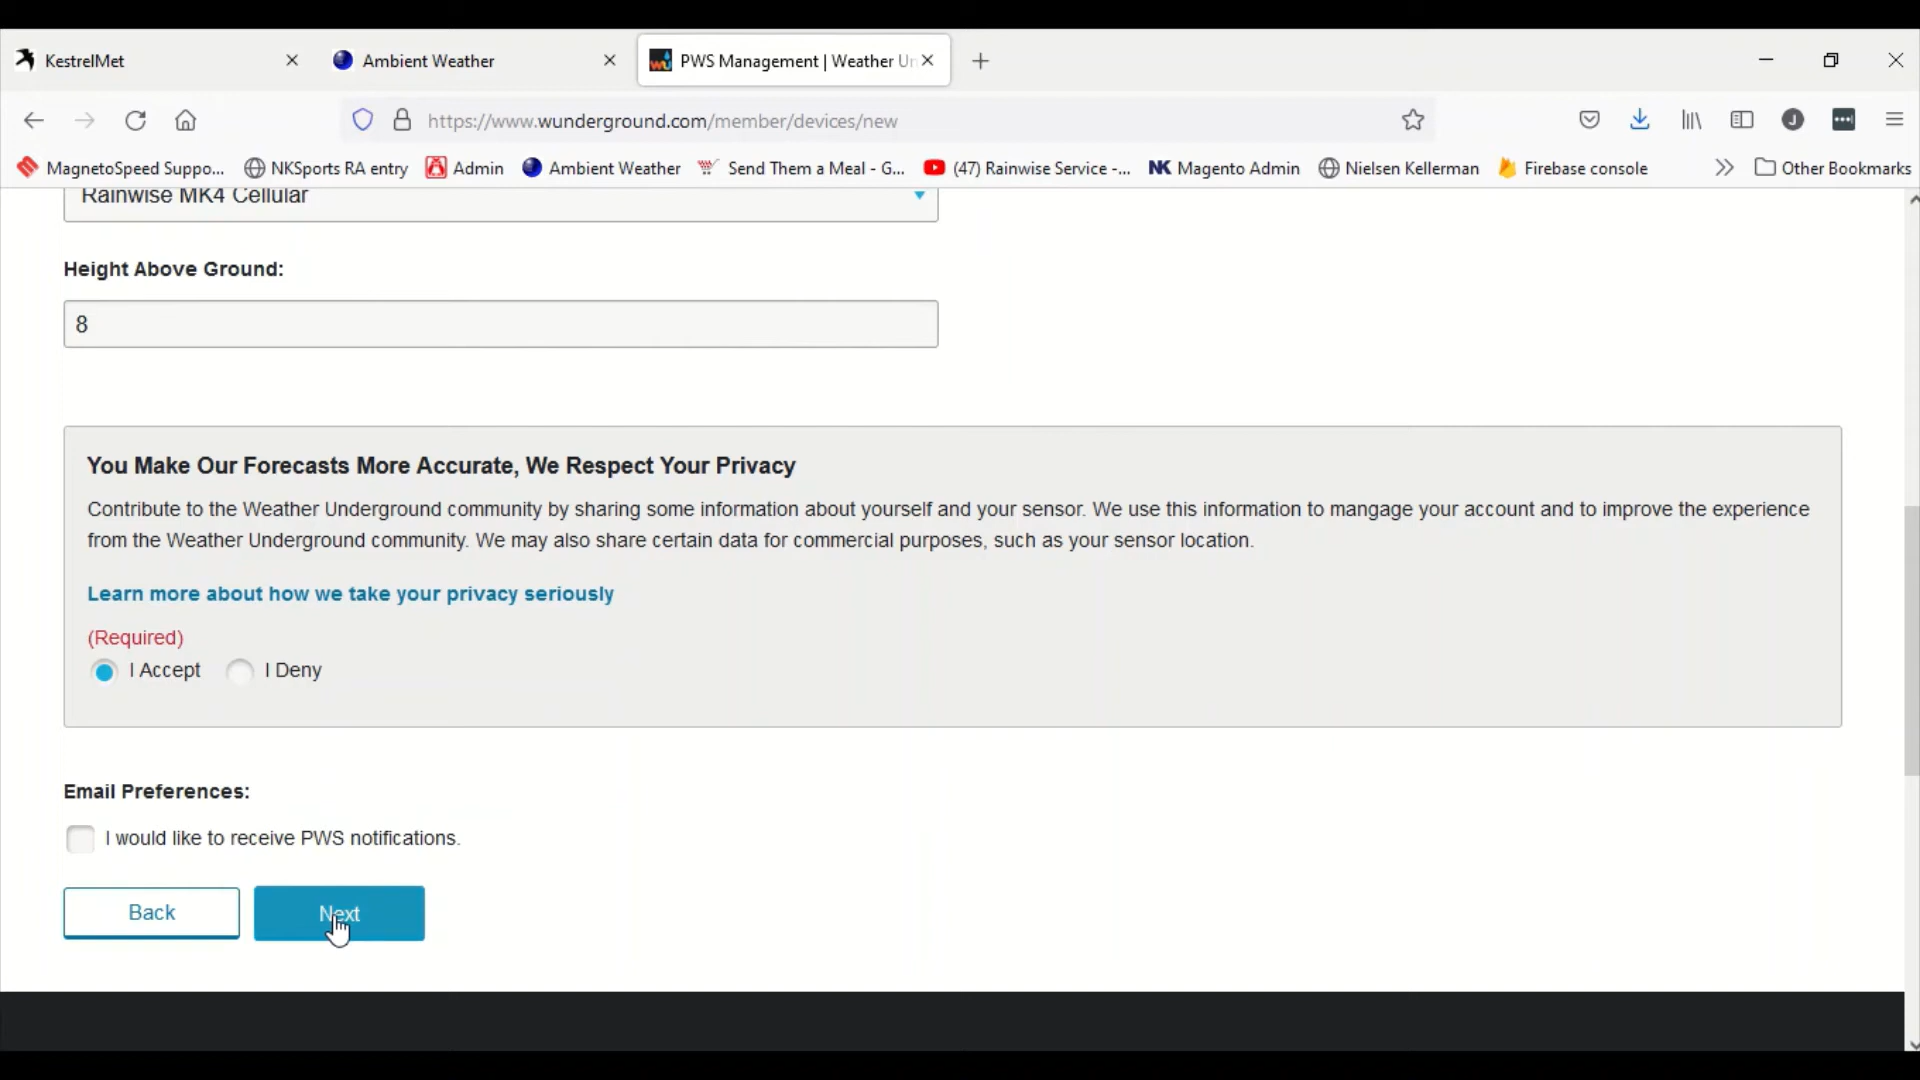 KestrelMet
Ambient Weather
PWS Management | Weather Un
https://www.wunderground.com/member/devices/new
MagnetoSpeed Suppo...
NKSports RA entry
Admin
Ambient Weather
Send Them a Meal - G...
(47) Rainwise Service -...
NK Magento Admin
Nielsen Kellerman
Firebase console
Other Bookmarks
Rainwise MK4 Cellular
Height Above Ground:
8
You Make Our Forecasts More Accurate, We Respect Your Privacy
Contribute to the Weather Underground community by sharing some information about yourself and your sensor. We use this information to mangage your account and to improve the experience
from the Weather Underground community. We may also share certain data for commercial purposes, such as your sensor location.
Learn more about how we take your privacy seriously
(Required)
I Accept I Deny
Email Preferences:
I would like to receive PWS notifications.
Back Next